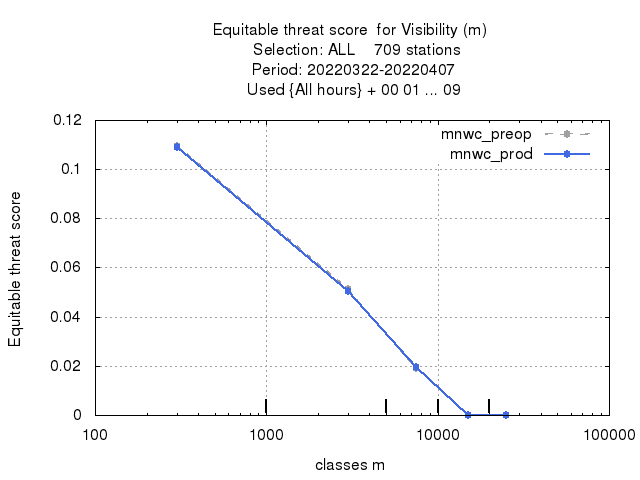 Equitable threat score  for Visibility (m)
Selection: ALL    709 stations
Period: 20220322-20220407
Used {All hours} + 00 01 ... 09
mnwc_preop
mnwc_prod
Equitable threat score
0.12
0.1
0.08
0.06
0.04
0.02
0
100 1000 10000 100000
classes m